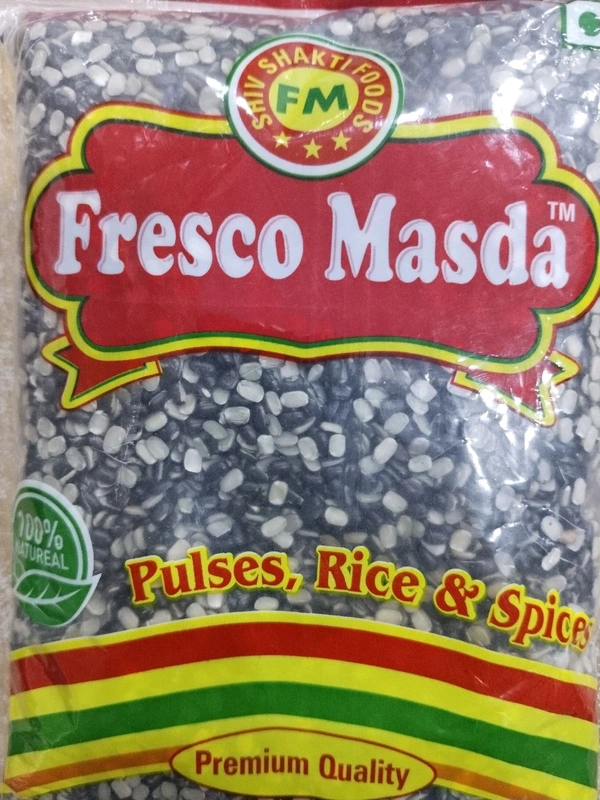 SHIV SHAKTI FOODS
FM
Fresco Masda™
100%
NATUREAL
Pulses, Rice & Spices
Premium Quality